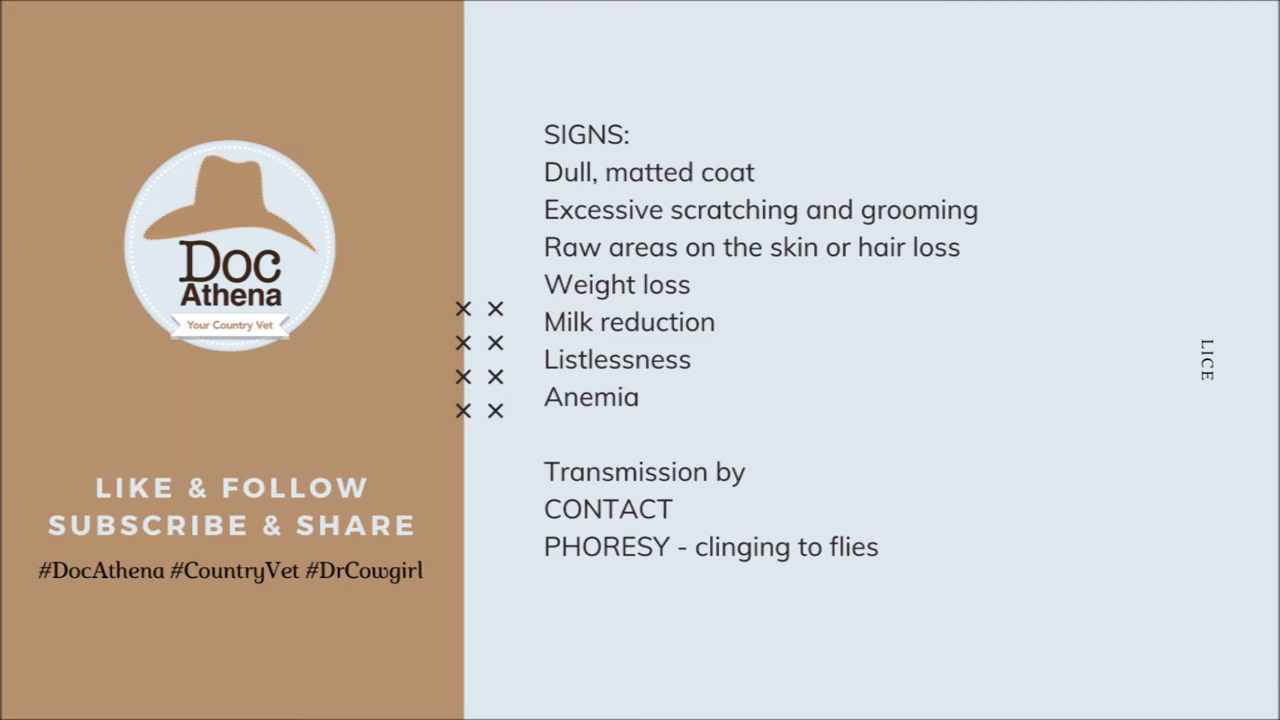 Doc
Athena
Your Country Vet
LIKE & FOLLOW
SUBSCRIBE & SHARE
#DocAthena #CountryVet #DrCowgirl
SIGNS:
Dull, matted coat
Excessive scratching and grooming
Raw areas on the skin or hair loss
Weight loss
Milk reduction
Listlessness
Anemia
Transmission by
CONTACT
PHORESY - clinging to flies
LICE